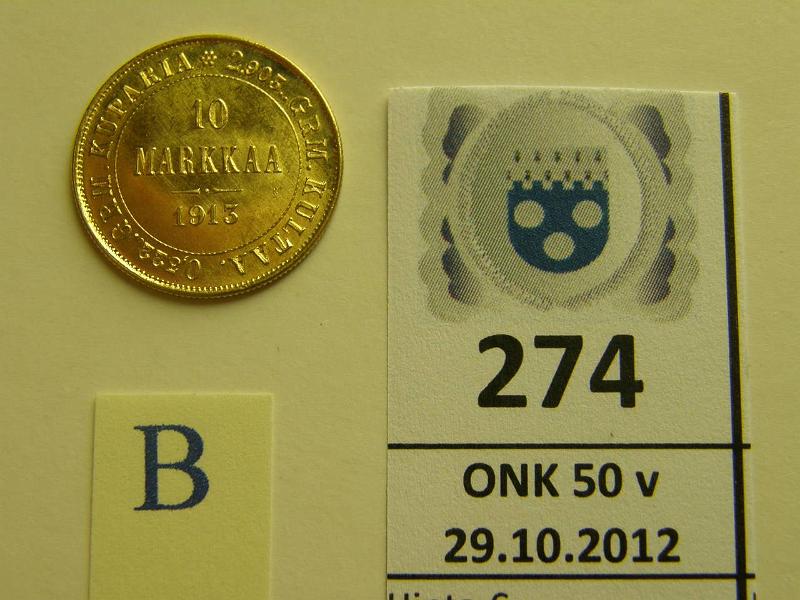 10
MARKKAA
1913
2,903. GRM. KULTAA. 0,322. GRM KUPARIA
B
274
ONK 50 v
29.10.2012